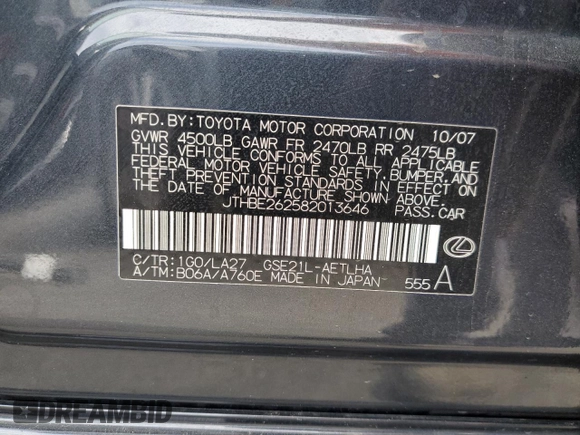 MFD.BY:TOYOTA MOTOR CORPORATION 10/07
GVWR 4500LB GAWR FR 2470LB RR 2475LB
THIS VEHICLE CONFORMS TO ALL APPLICABLE
FEDERAL MOTOR VEHICLE SAFETY,BUMPER, AND
THEFT PREVENTION STANDARDS IN EFFECT ON
THE DATE OF MANUFACTURE SHOWN ABOVE.
JTHBE262582013646 PASS.CAR
C/TR:1G0/LA27 GSE21L-AETLHA
A/TM:B06A/A760E MADE IN JAPAN 555A
DREAMBID